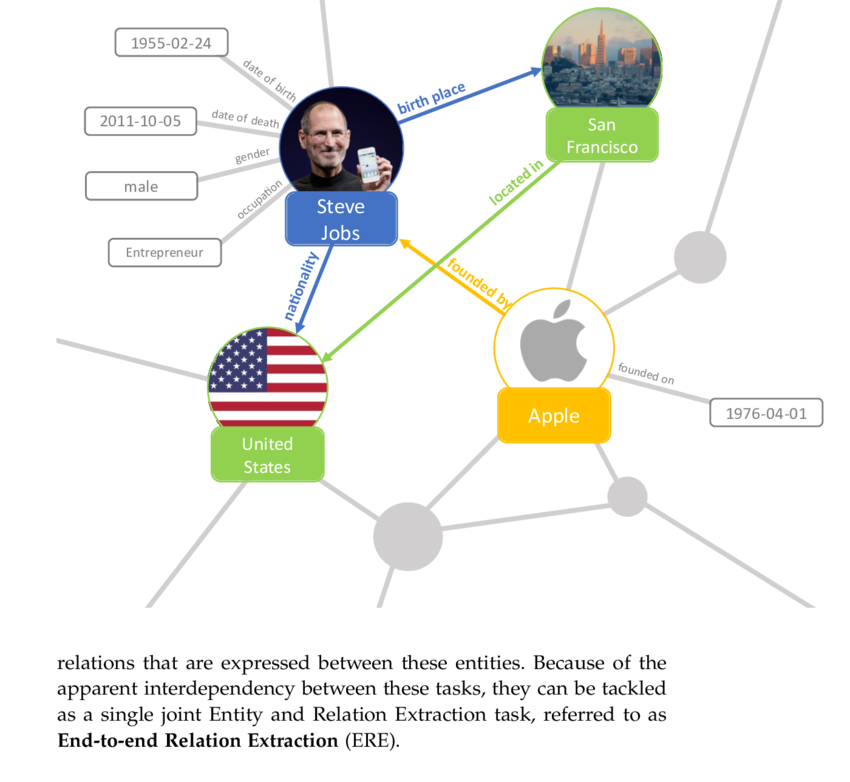 1955-02-24
date of birth
2011-10-05
date of death
gender
male
occupation
Entrepreneur
Steve
Jobs
birth place
San
Francisco
located in
nationality
founded by
United
States
Apple
founded on
1976-04-01
relations that are expressed between these entities. Because of the
apparent interdependency between these tasks, they can be tackled
as a single joint Entity and Relation Extraction task, referred to as
End-to-end Relation Extraction (ERE).